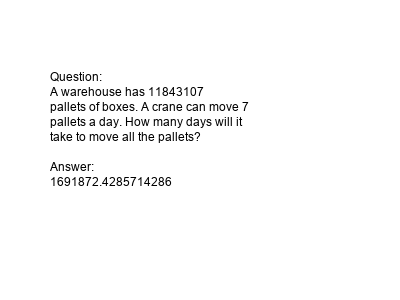 Question:
A warehouse has 11843107
pallets of boxes. A crane can move 7
pallets a day. How many days will it
take to move all the pallets?

Answer:
1691872.4285714286